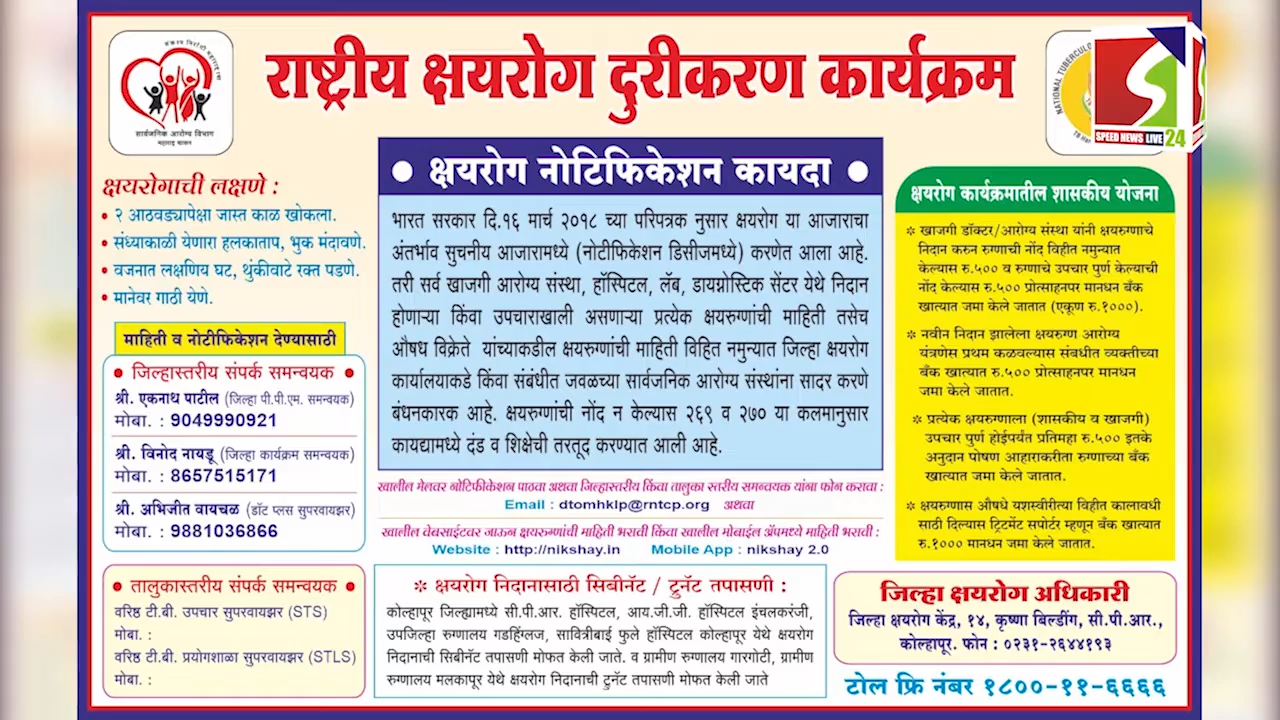 राष्ट्रीय क्षयरोग दुरीकरण कार्यक्रम
सार्वजनिक आरोग्य विभाग
NATIONAL TUBERCULO
SPEED NEWS LIVE 24
क्षयरोगाची लक्षणे :
• २ आठवड्यापेक्षा जास्त काळ खोकला.
• संध्याकाळी येणारा हलकाताप, भुक मंदावणे.
• वजनात लक्षणिय घट, थुंकीवाटे रक्त पडणे.
• मानेवर गाठी येणे.
माहिती व नोटीफिकेशन देण्यासाठी
• जिल्हास्तरीय संपर्क समन्वयक •
श्री. एकनाथ पाटील (जिल्हा पी.पी.एम. समन्वयक)
मोबा. : 9049990921
श्री. विनोद नायडू (जिल्हा कार्यक्रम समन्वयक)
मोबा. : 8657515171
श्री. अभिजीत वायचळ (डॉट प्लस सुपरवायझर)
मोबा. : 9881036866
• तालुकास्तरीय संपर्क समन्वयक •
वरिष्ठ टी.बी. उपचार सुपरवायझर (STS)
मोबा. :
वरिष्ठ टी.बी. प्रयोगशाळा सुपरवायझर (STLS)
मोबा. :
• क्षयरोग नोटिफिकेशन कायदा •
भारत सरकार दि.१६ मार्च २०१८ च्या परिपत्रक नुसार क्षयरोग या आजाराचा
अंतर्भाव सुचनीय आजारामध्ये (नोटीफिकेशन डिसीजमध्ये) करणेत आला आहे.
तरी सर्व खाजगी आरोग्य संस्था, हॉस्पिटल, लॅब, डायग्नोस्टिक सेंटर येथे निदान
होणाऱ्या किंवा उपचाराखाली असणाऱ्या प्रत्येक क्षयरुग्णांची माहिती तसेच
औषध विक्रेते यांच्याकडील क्षयरुग्णांची माहिती विहित नमुन्यात जिल्हा क्षयरोग
कार्यालयाकडे किंवा संबंधीत जवळच्या सार्वजनिक आरोग्य संस्थांना सादर करणे
बंधनकारक आहे. क्षयरुग्णांची नोंद न केल्यास २६९ व २७० या कलमानुसार
कायद्यामध्ये दंड व शिक्षेची तरतूद करण्यात आली आहे.
खालील मेलवर नोटिफीकेशन पाठवा अथवा जिल्हास्तरीय किंवा तालुका स्तरीय समन्वयक यांना फोन करावा :
Email : dtomhklp@rntcp.org अथवा
खालील वेबसाईटवर जाऊन क्षयरुग्णांची माहिती भरावी किंवा खालील मोबाईल ॲपमध्ये माहिती भरावी :
Website : http://nikshay.in Mobile App : nikshay 2.0
❇ क्षयरोग निदानासाठी सिबीनॅट / ट्रुनॅट तपासणी :
कोल्हापूर जिल्ह्यामध्ये सी.पी.आर. हॉस्पिटल, आय.जी.जी. हॉस्पिटल इंचलकरंजी,
उपजिल्हा रुग्णालय गडहिंग्लज, सावित्रीबाई फुले हॉस्पिटल कोल्हापूर येथे क्षयरोग
निदानाची सिबीनॅट तपासणी मोफत केली जाते. व ग्रामीण रुग्णालय गारगोटी, ग्रामीण
रुग्णालय मलकापूर येथे क्षयरोग निदानाची ट्रुनॅट तपासणी मोफत केली जाते
क्षयरोग कार्यक्रमातील शासकीय योजना
❇ खाजगी डॉक्टर/आरोग्य संस्था यांनी क्षयरुग्णाचे
निदान करुन रुग्णाची नोंद विहीत नमुन्यात
केल्यास रु.५०० व रुग्णाचे उपचार पुर्ण केल्याची
नोंद केल्यास रु.५०० प्रोत्साहनपर मानधन बँक
खात्यात जमा केले जातात (एकूण रु.१०००).
❇ नवीन निदान झालेला क्षयरुग्ण आरोग्य
यंत्रणेस प्रथम कळवल्यास संबधीत व्यक्तीच्या
बँक खात्यात रु.५०० प्रोत्साहनपर मानधन
जमा केले जातात.
❇ प्रत्येक क्षयरुग्णाला (शासकीय व खाजगी)
उपचार पुर्ण होईपर्यंत प्रतिमहा रु.५०० इतके
अनुदान पोषण आहाराकरीता रुग्णाच्या बँक
खात्यात जमा केले जातात.
❇ क्षयरुग्णास औषधे यशस्वीरीत्या विहीत कालावधी
साठी दिल्यास ट्रिटमेंट सपोर्टर म्हणून बँक खात्यात
रु.१००० मानधन जमा केले जातात.
जिल्हा क्षयरोग अधिकारी
जिल्हा क्षयरोग केंद्र, १४, कृष्णा बिल्डींग, सी.पी.आर.,
कोल्हापूर. फोन : ०२३१-२६४४१९३
टोल फ्रि नंबर १८००-११-६६६६